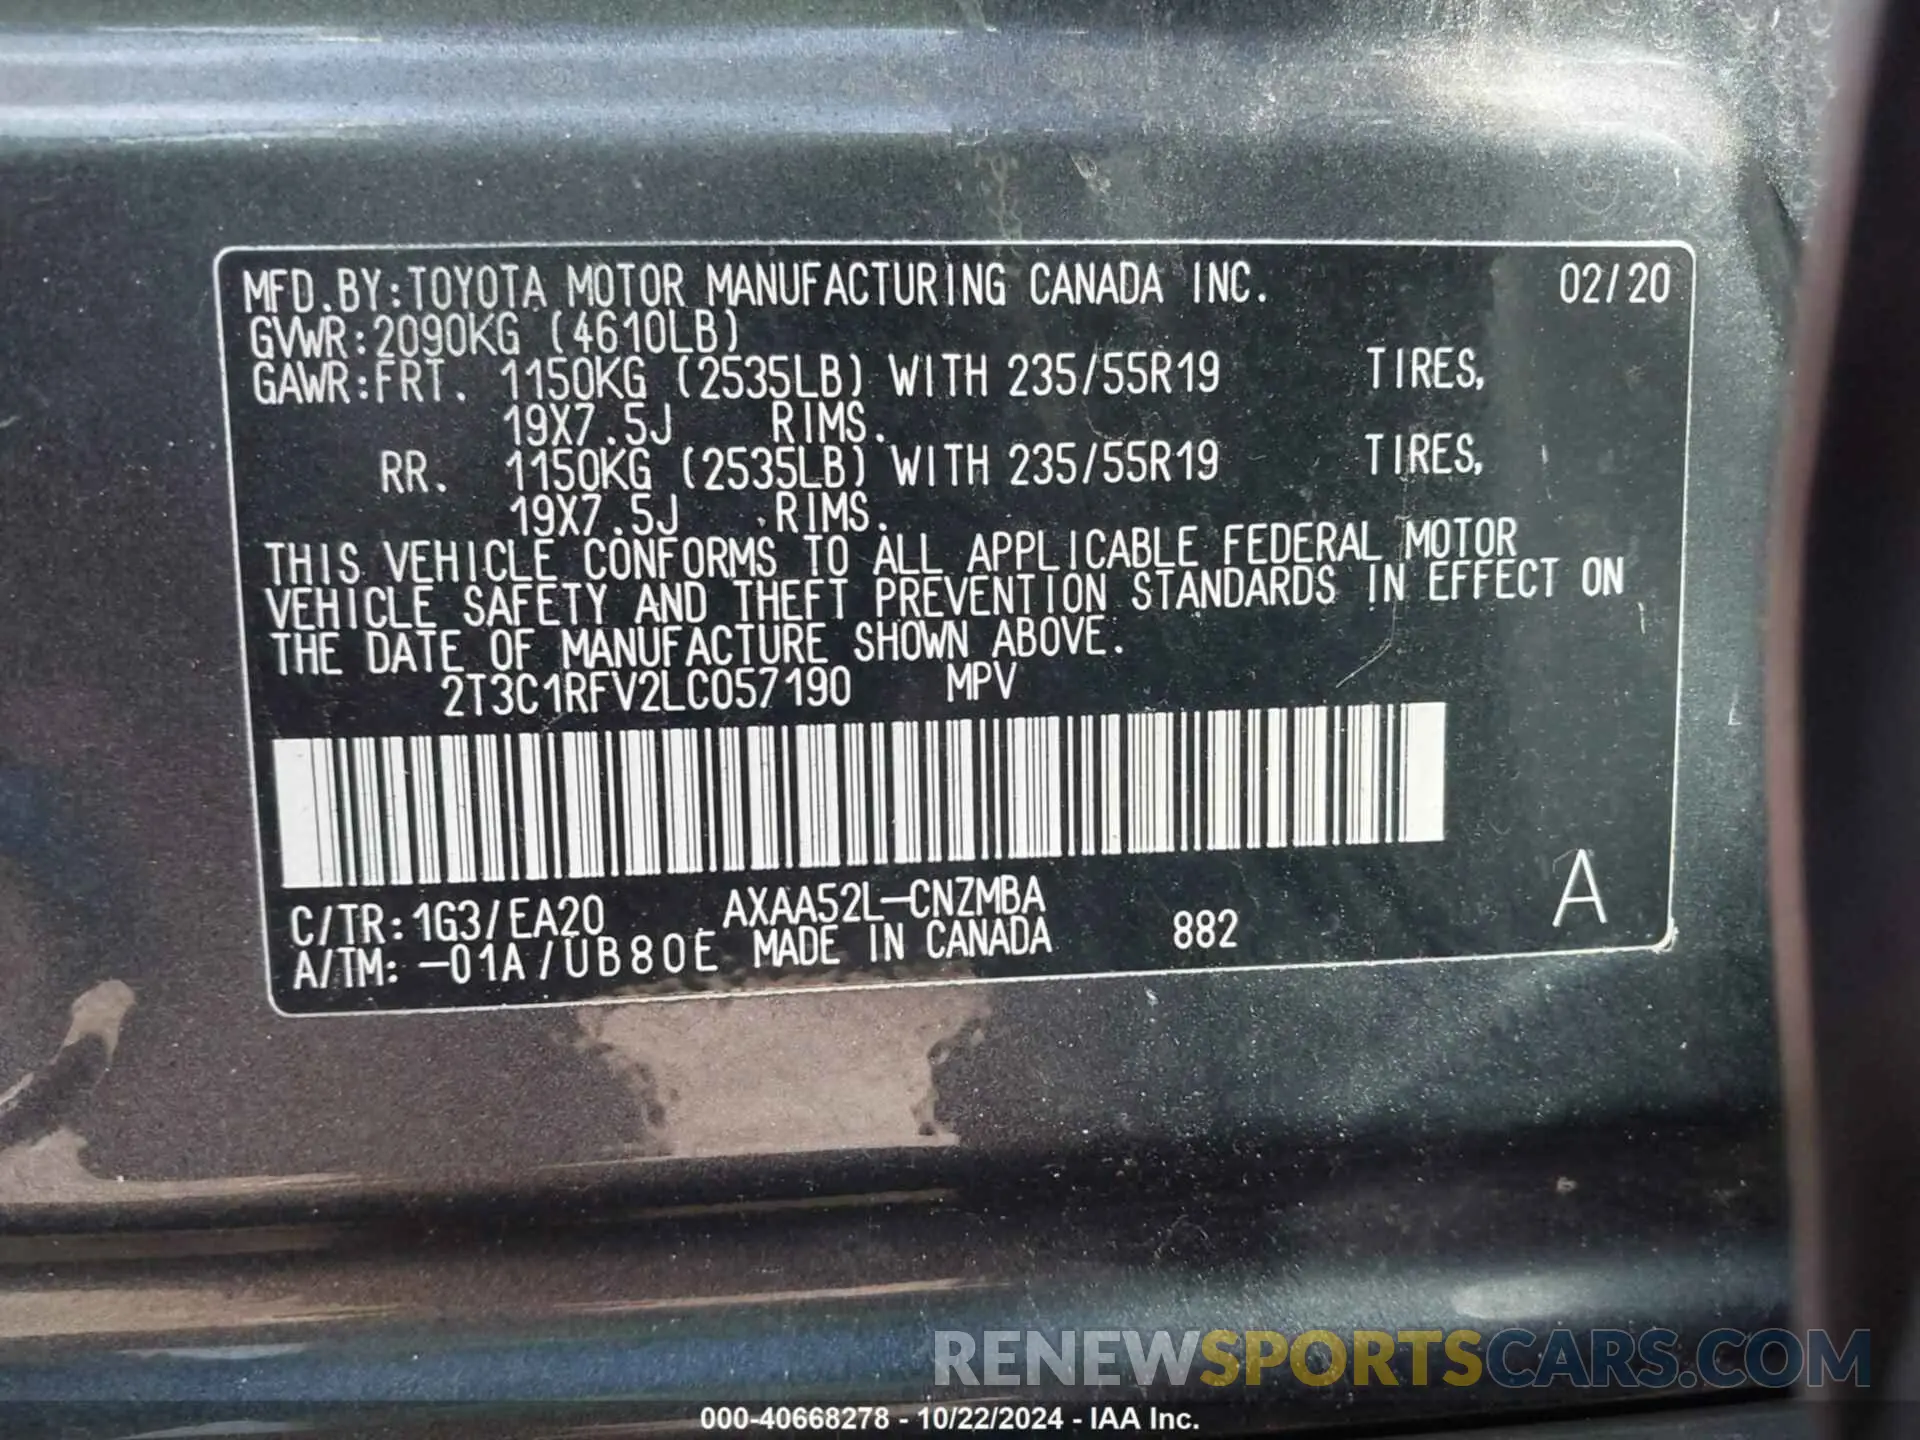 MFD.BY:TOYOTA MOTOR MANUFACTURING CANADA INC. 02/20
GVWR:2090KG (4610LB)
GAWR:FRT. 1150KG (2535LB) WITH 235/55R19 TIRES,
19X7.5J RIMS.
RR. 1150KG (2535LB) WITH 235/55R19 TIRES,
19X7.5J RIMS.
THIS VEHICLE CONFORMS TO ALL APPLICABLE FEDERAL MOTOR
VEHICLE SAFETY AND THEFT PREVENTION STANDARDS IN EFFECT ON
THE DATE OF MANUFACTURE SHOWN ABOVE.
2T3C1RFV2LC057190 MPV
C/TR:1G3/EA20 AXAA52L-CNZMBA
A/TM:-01A/UB80E MADE IN CANADA 882 A
RENEWSPORTSCARS.COM
000-40668278 - 10/22/2024 - IAA Inc.